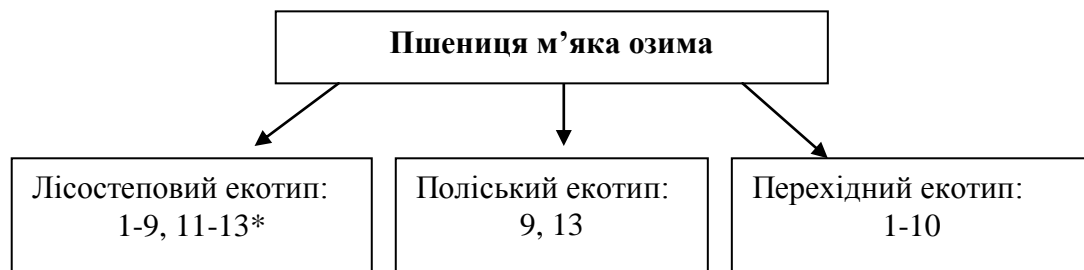 Пшениця м’яка озима
Лісостеповий екотип:
1-9, 11-13*
Поліський екотип:
9, 13
Перехідний екотип:
1-10